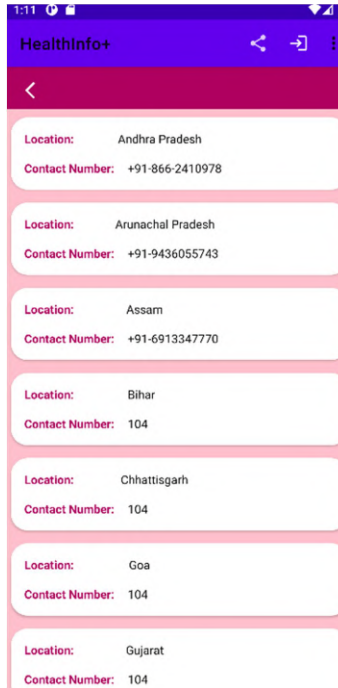 1:11
HealthInfo+
Location: Andhra Pradesh
Contact Number: +91-866-2410978
Location: Arunachal Pradesh
Contact Number: +91-9436055743
Location: Assam
Contact Number: +91-6913347770
Location: Bihar
Contact Number: 104
Location: Chhattisgarh
Contact Number: 104
Location: Goa
Contact Number: 104
Location: Gujarat
Contact Number: 104